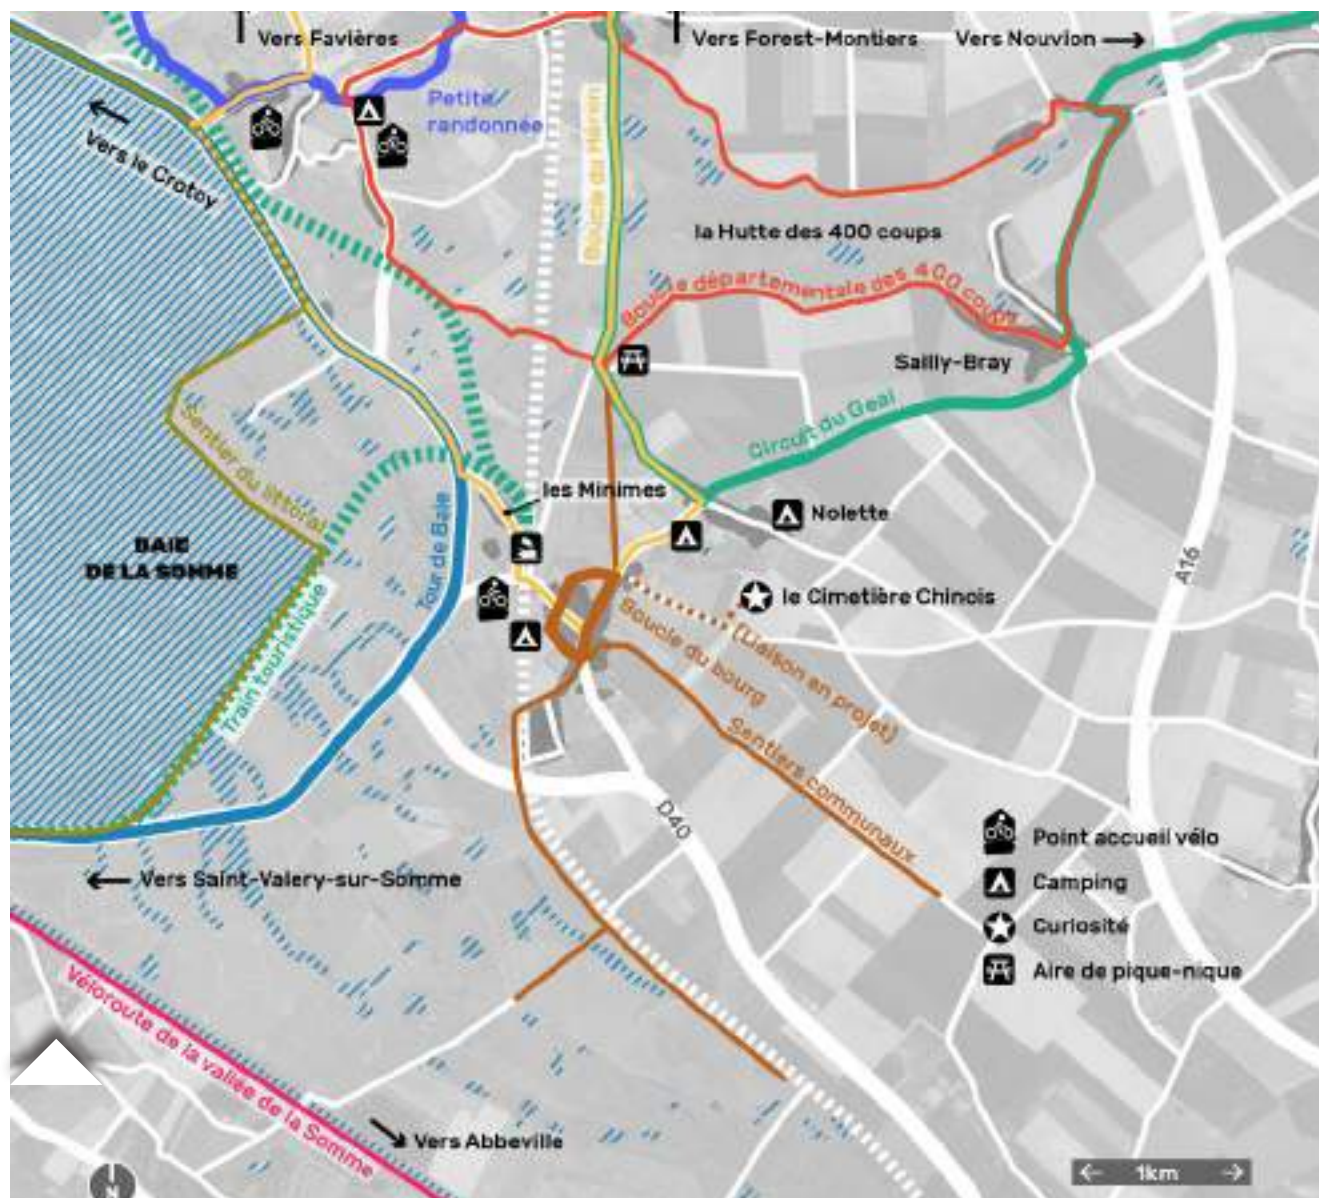 Vers Favières
Vers Forest-Montiers
Vers Nouvion
Petite
randonnée
Vers le Crotoy
Boucle du Héron
la Hutte des 400 coups
Boucle départementale des 400 coups
Sailly-Bray
Circuit du Geai
Sentier du littoral
les Minimes
Nolette
Tour de Baie
BAIE
DE LA SOMME
A16
le Cimetière Chinois
Train touristique
Boucle du bourg
(Liaison en projet)
Sentiers communaux
D40
Point accueil vélo
Vers Saint-Valery-sur-Somme
Camping
Curiosité
Aire de pique-nique
Véloroute de la vallée de la Somme
Vers Abbeville
1km
N